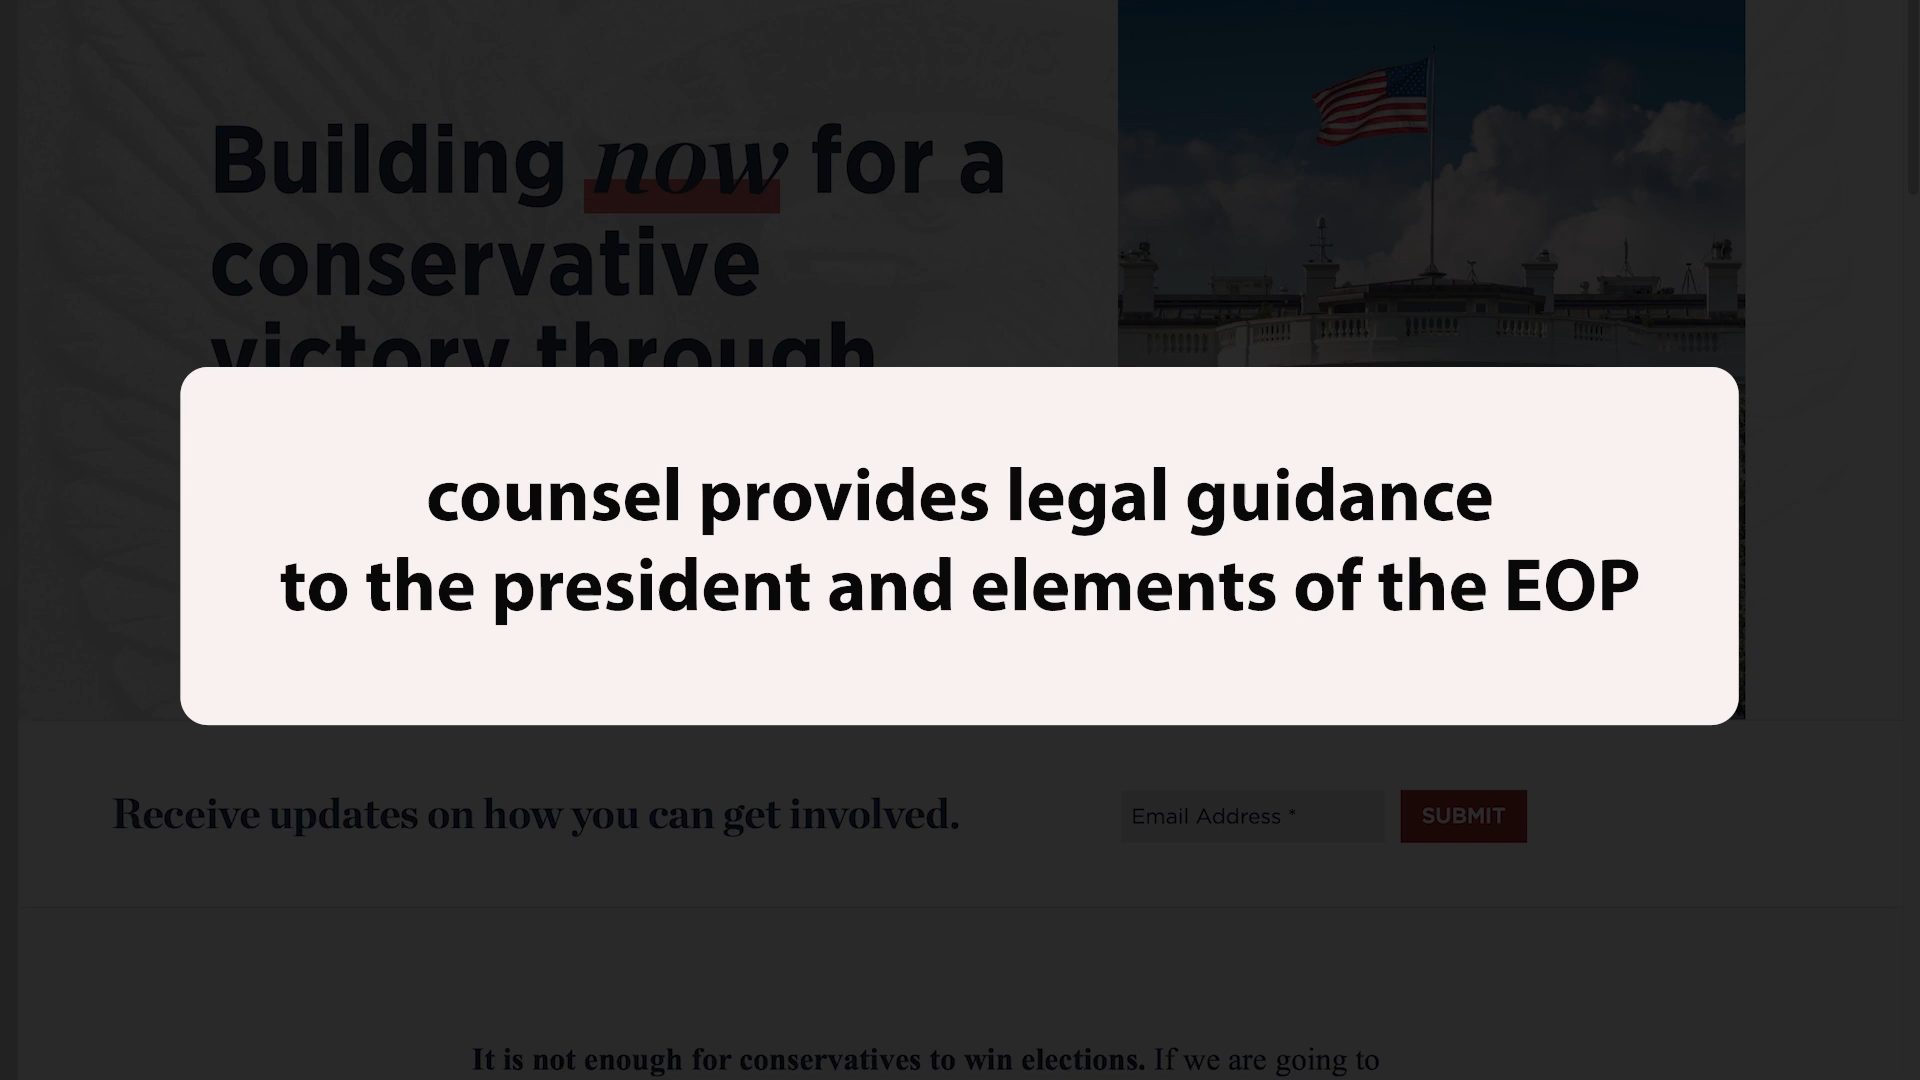 Building now for a
conservative
victory through
counsel provides legal guidance
to the president and elements of the EOP
Receive updates on how you can get involved.
Email Address *
SUBMIT
It is not enough for conservatives to win elections. If we are going to